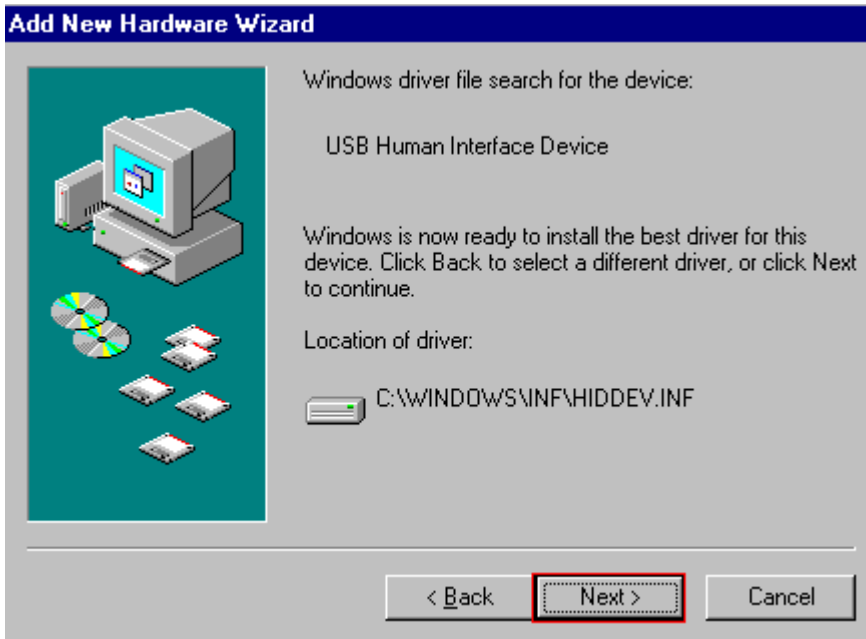 Add New Hardware Wizard
Windows driver file search for the device:
USB Human Interface Device
Windows is now ready to install the best driver for this
device. Click Back to select a different driver, or click Next
to continue.
Location of driver:
C:\WINDOWS\INF\HIDDEV.INF
< Back
Next >
Cancel